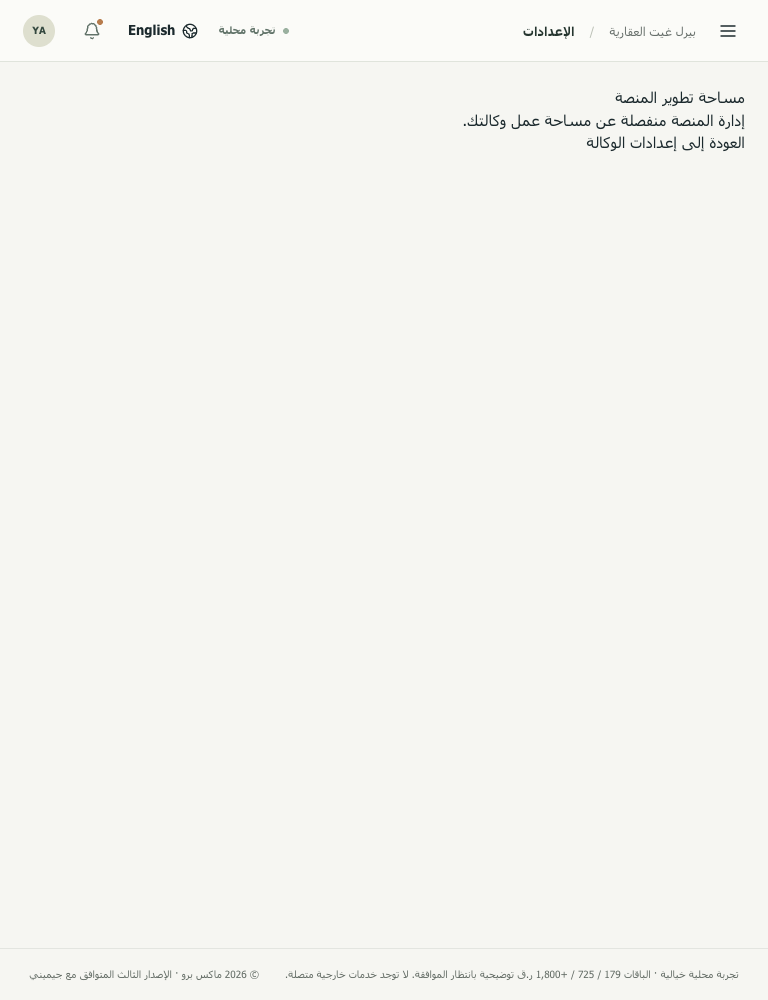 بيرل غيت العقارية / الإعدادات
تجربة محلية
English
YA
مساحة تطوير المنصة
إدارة المنصة منفصلة عن مساحة عمل وكالتك.
العودة إلى إعدادات الوكالة
تجربة محلية خيالية · الباقات 179 / 725 / 1,800+ ر.ق توضيحية بانتظار الموافقة. لا توجد خدمات خارجية متصلة.
© 2026 ماكس برو · الإصدار الثالث المتوافق مع جيميني